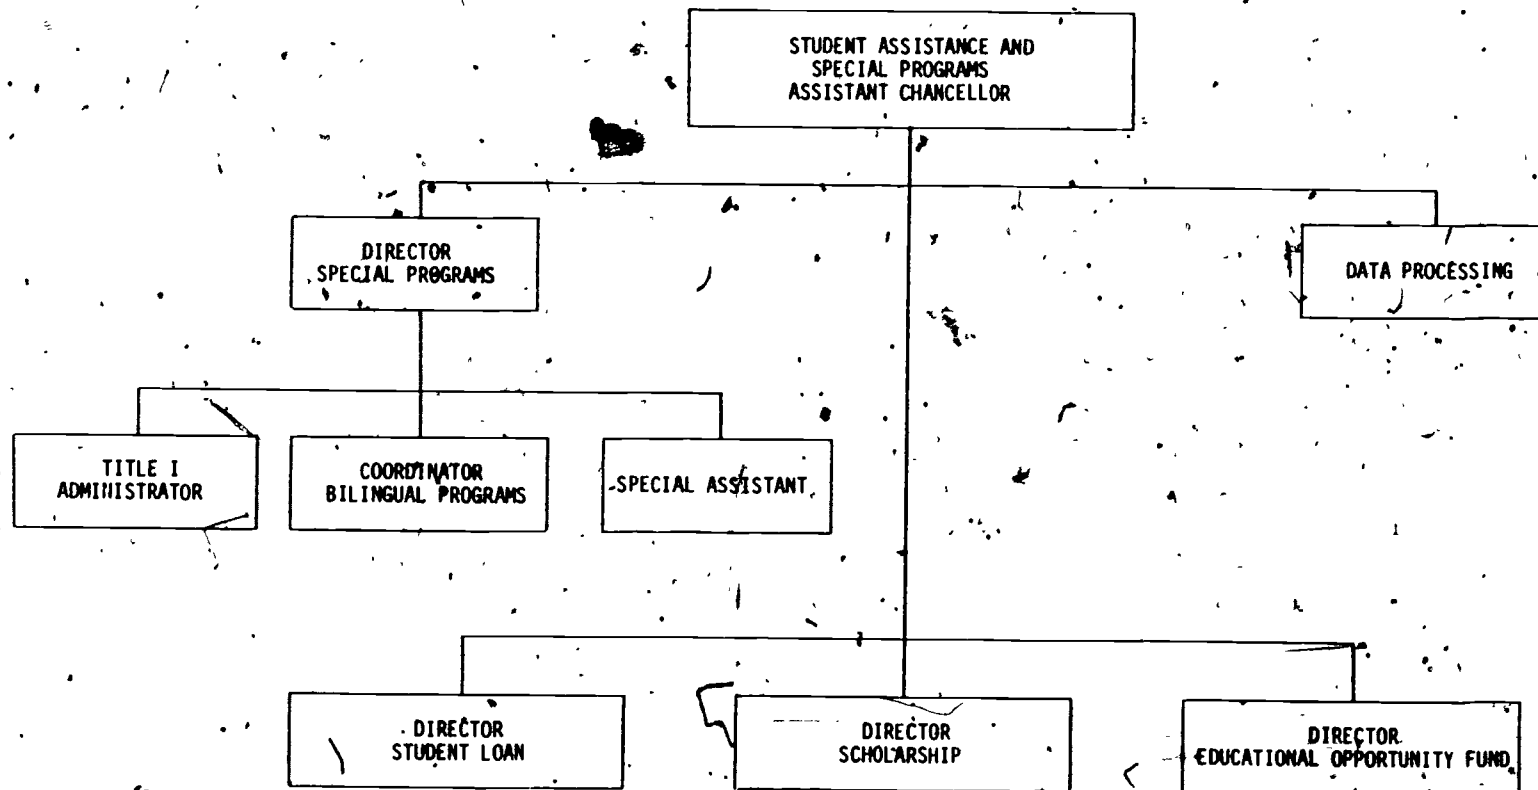 STUDENT ASSISTANCE AND
SPECIAL PROGRAMS
ASSISTANT CHANCELLOR
DIRECTOR
SPECIAL PROGRAMS
DATA PROCESSING
TITLE I
ADMINISTRATOR
COORDINATOR
BILINGUAL PROGRAMS
SPECIAL ASSISTANT
DIRECTOR
STUDENT LOAN
DIRECTOR
SCHOLARSHIP
DIRECTOR
EDUCATIONAL OPPORTUNITY FUND